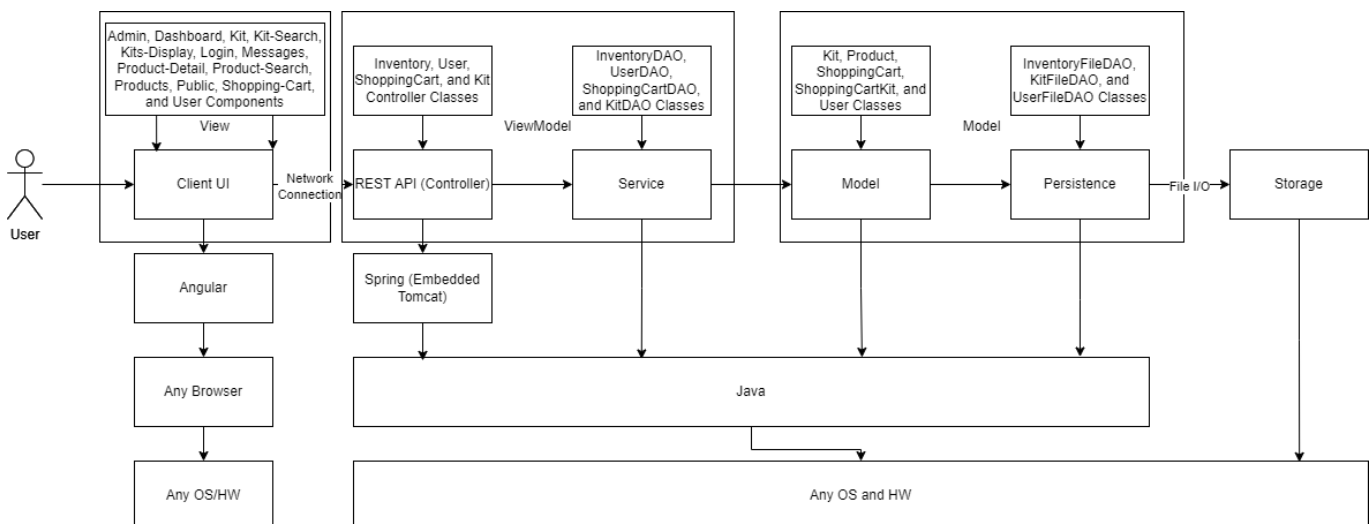 Admin, Dashboard, Kit, Kit-Search,
Kits-Display, Login, Messages,
Product-Detail, Product-Search,
Products, Public, Shopping-Cart,
and User Components
View
Inventory, User,
ShoppingCart, and Kit
Controller Classes
InventoryDAO,
UserDAO,
ShoppingCartDAO,
and KitDAO Classes
ViewModel
Kit, Product,
ShoppingCart,
ShoppingCartKit, and
User Classes
InventoryFileDAO,
KitFileDAO, and
UserFileDAO Classes
Model
User
Client UI
Network
Connection
REST API (Controller)
Service
Model
Persistence
File I/O
Storage
Angular
Spring (Embedded
Tomcat)
Any Browser
Java
Any OS/HW
Any OS and HW